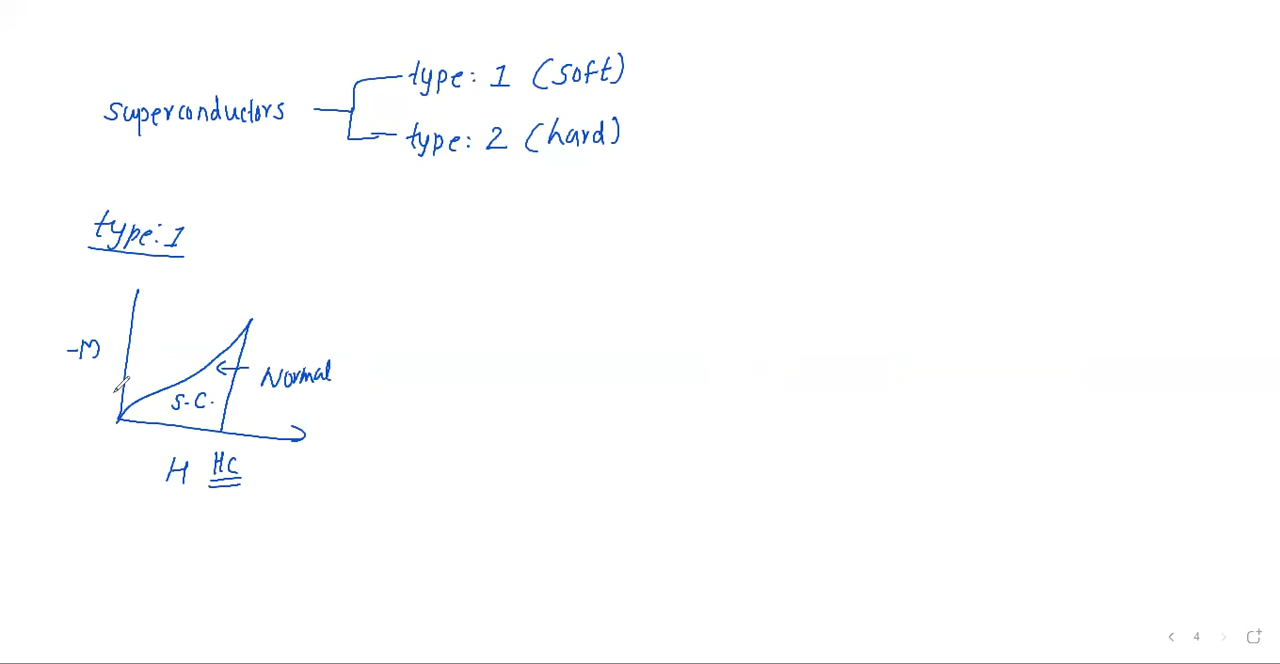 type: 1 (soft)
superconductors
type: 2 (hard)
type: 1
-M
Normal
S.C.
H HC
4